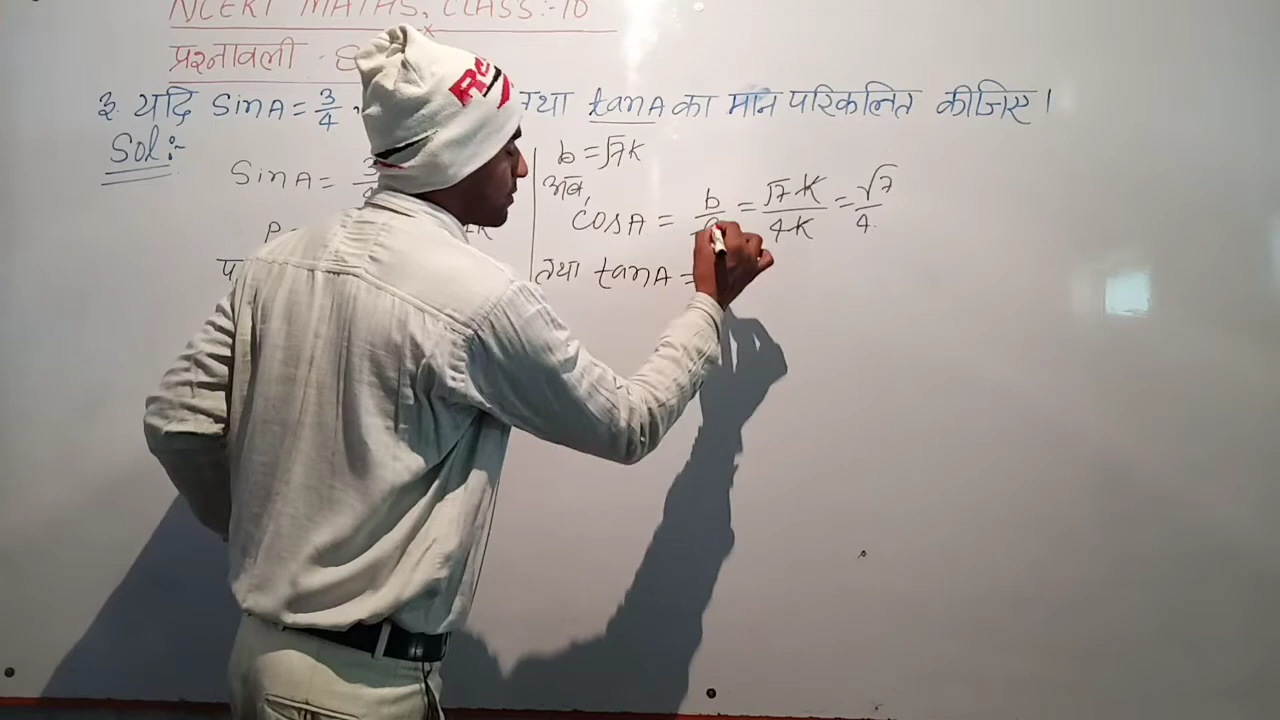 NCERT MATHS, CLASS:-10
प्रश्नावली
3. यदि SinA = 3/4 तथा tanA का मान परिकलित कीजिए।
Sol:-
SinA = 3
P
b = √7K
अब,
cosA = b = √7K/4K = √7/4
तथा tanA =